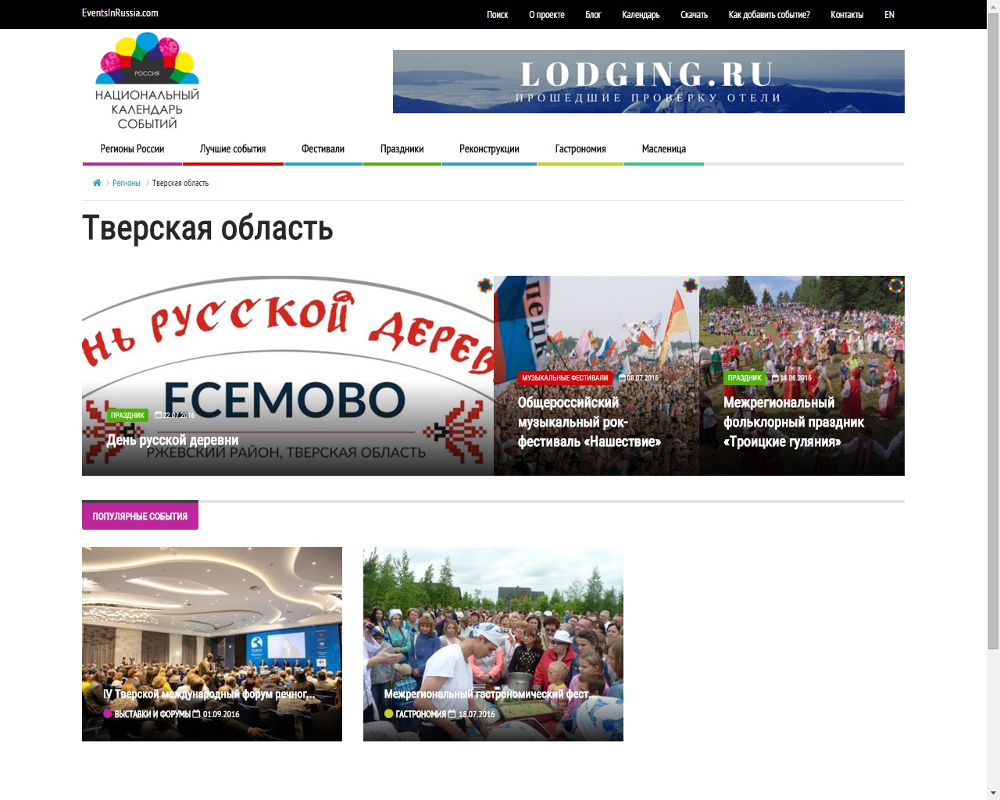 EventsInRussia.com
Поиск О проекте Блог Календарь Скачать Как добавить событие? Контакты EN
РОССИЯ
НАЦИОНАЛЬНЫЙ
КАЛЕНДАРЬ
СОБЫТИЙ
LODGING.RU
ПРОШЕДШИЕ ПРОВЕРКУ ОТЕЛИ
Регионы России Лучшие события Фестивали Праздники Реконструкции Гастрономия Масленица
Регионы Тверская область
Тверская область
НЬ РУССКОЙ ДЕРЕВ
ЕСЕМОВО
РЖЕВСКИЙ РАЙОН, ТВЕРСКАЯ ОБЛАСТЬ
ПРАЗДНИК 22.07.2016
День русской деревни
МУЗЫКАЛЬНЫЕ ФЕСТИВАЛИ 08.07.2016
Общероссийский
музыкальный рок-
фестиваль «Нашествие»
ПРАЗДНИК 14.06.2016
Межрегиональный
фольклорный праздник
«Троицкие гуляния»
ПОПУЛЯРНЫЕ СОБЫТИЯ
IV Тверской международный форум речног...
ВЫСТАВКИ И ФОРУМЫ 01.09.2016
Межрегиональный гастрономический фест...
ГАСТРОНОМИЯ 18.07.2016